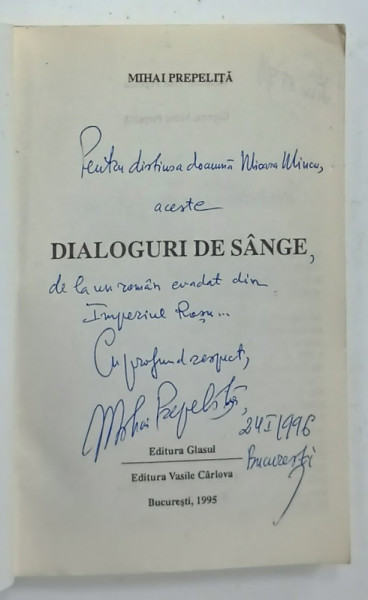 MIHAI PREPELIȚĂ
Pentru distinsa doamnă Mioara Mincu,
aceste
DIALOGURI DE SÂNGE,
de la un român evadat din
Imperiul Roșu...
Cu profund respect,
Mihai Prepeliță,
24 I 1996
București
Editura Glasul
Editura Vasile Cârlova
București, 1995